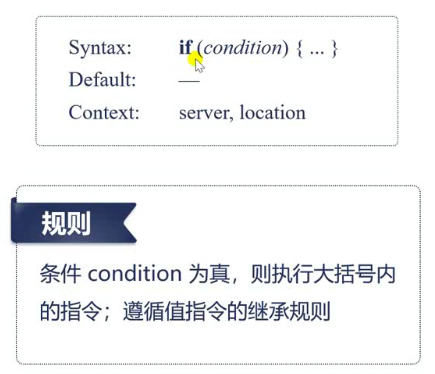 Syntax: if (condition) { ... }
Default: —
Context: server, location
规则
条件 condition 为真，则执行大括号内
的指令；遵循值指令的继承规则